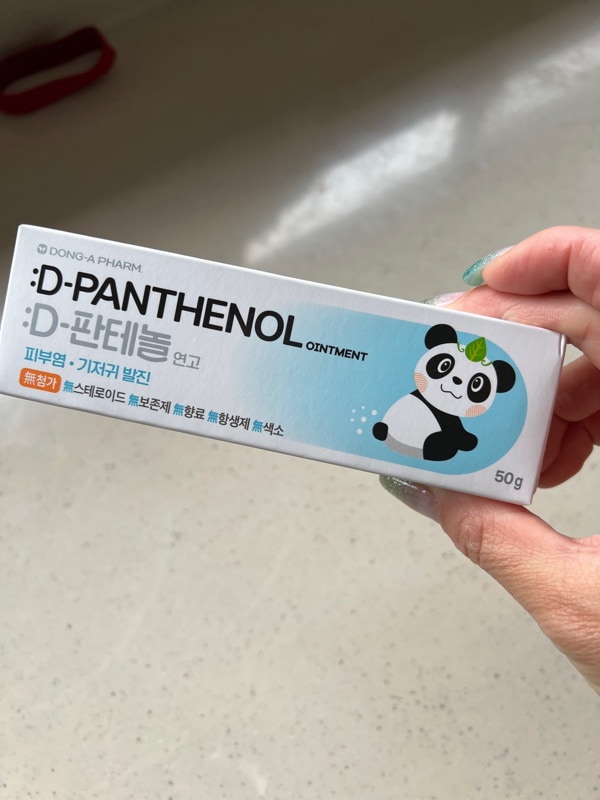 DONG-A PHARM.
:D-PANTHENOL OINTMENT
:D-판테놀 연고
피부염 • 기저귀 발진
無첨가 無스테로이드 無보존제 無향료 無항생제 無색소
50g